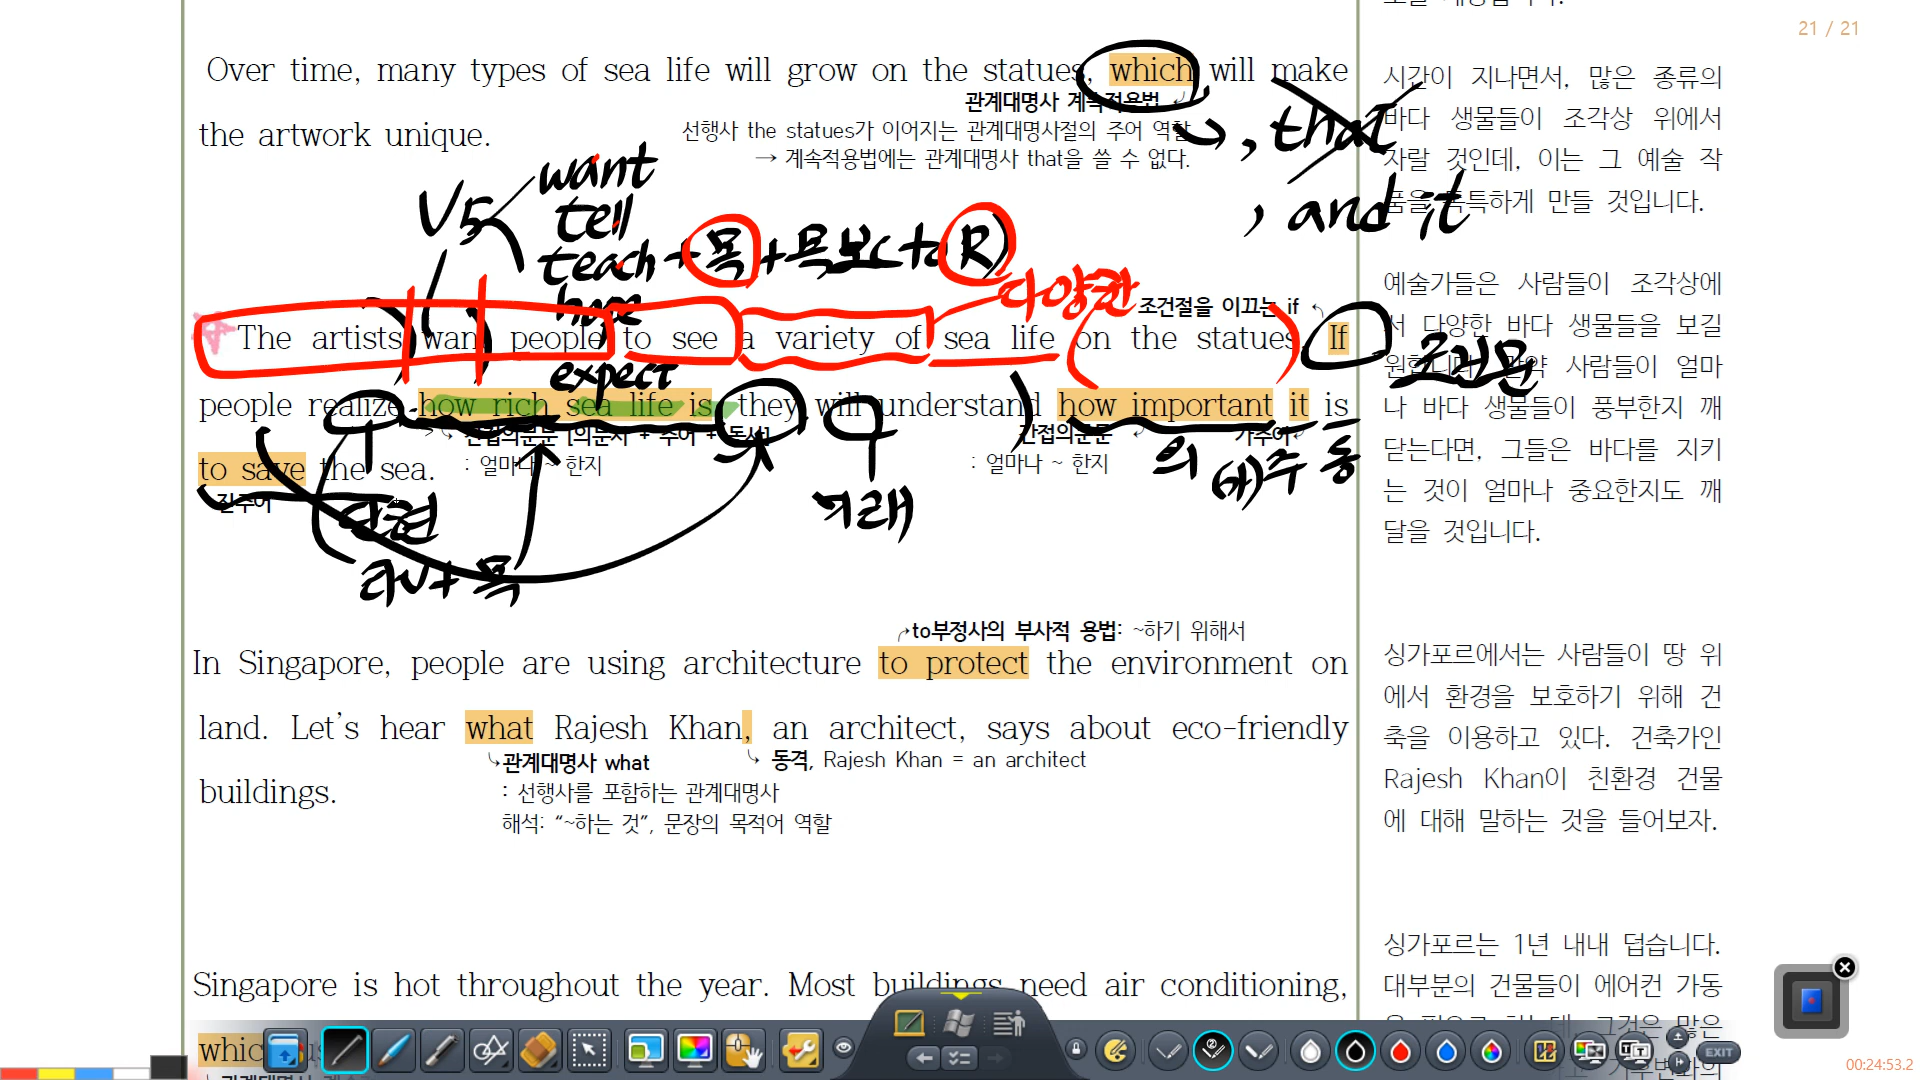 21 / 21
Over time, many types of sea life will grow on the statues, which will make
관계대명사 계속적용법
the artwork unique.
선행사 the statues가 이어지는 관계대명사절의 주어 역할
→ 계속적용법에는 관계대명사 that을 쓸 수 없다.
, that
, and it
V5
want
tell
teach + 목 + 목보(to R)
hope
expect
다양한
조건절을 이끄는 if
The artists want people to see a variety of sea life on the statues. If
조건문
people realize how rich sea life is, they will understand how important it is
간접의문문 [의문사 + 주어 + 동사]
: 얼마나 ~ 한지
간접의문문
: 얼마나 ~ 한지
가주어
의 (가)주 동
to save the sea.
진주어
단현
미래
to부정사의 부사적 용법: ~하기 위해서
In Singapore, people are using architecture to protect the environment on
land. Let's hear what Rajesh Khan, an architect, says about eco-friendly
관계대명사 what
동격, Rajesh Khan = an architect
buildings.
: 선행사를 포함하는 관계대명사
해석: "~하는 것", 문장의 목적어 역할
Singapore is hot throughout the year. Most buildings need air conditioning,
시간이 지나면서, 많은 종류의
바다 생물들이 조각상 위에서
자랄 것인데, 이는 그 예술 작
품을 독특하게 만들 것입니다.
예술가들은 사람들이 조각상에
서 다양한 바다 생물들을 보길
원합니다. 만약 사람들이 얼마
나 바다 생물들이 풍부한지 깨
닫는다면, 그들은 바다를 지키
는 것이 얼마나 중요한지도 깨
달을 것입니다.
싱가포르에서는 사람들이 땅 위
에서 환경을 보호하기 위해 건
축을 이용하고 있다. 건축가인
Rajesh Khan이 친환경 건물
에 대해 말하는 것을 들어보자.
싱가포르는 1년 내내 덥습니다.
대부분의 건물들이 에어컨 가동
EXIT
00:24:53.2